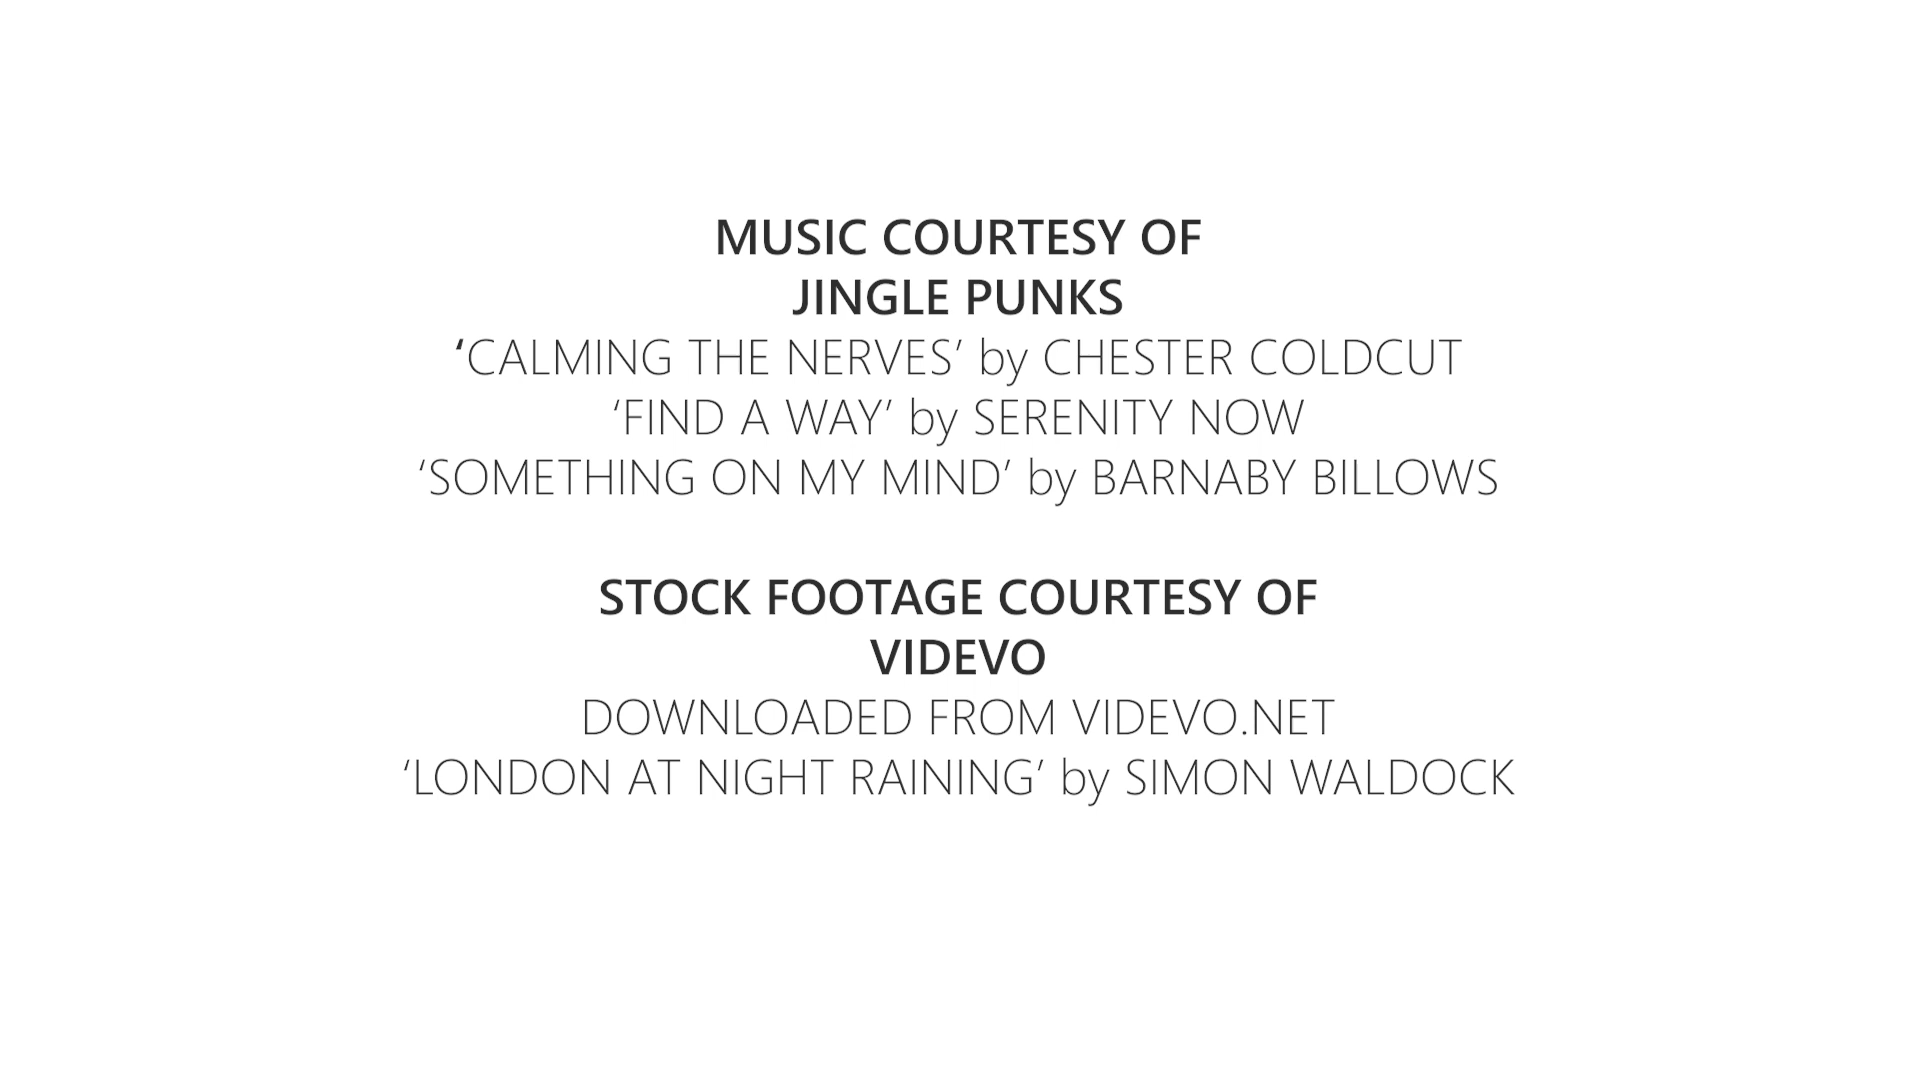 MUSIC COURTESY OF
JINGLE PUNKS
‘CALMING THE NERVES’ by CHESTER COLDCUT
‘FIND A WAY’ by SERENITY NOW
‘SOMETHING ON MY MIND’ by BARNABY BILLOWS
STOCK FOOTAGE COURTESY OF
VIDEVO
DOWNLOADED FROM VIDEVO.NET
‘LONDON AT NIGHT RAINING’ by SIMON WALDOCK